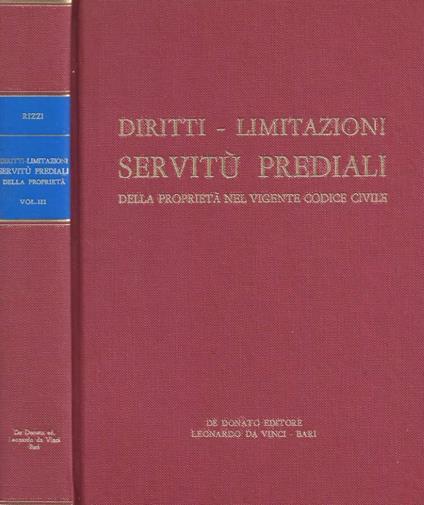 RIZZI
DIRITTI-LIMITAZIONI
SERVITÙ PREDIALI
DELLA PROPRIETÀ
VOL. III
De Donato ed.
Leonardo da Vinci
Bari
DIRITTI - LIMITAZIONI
SERVITÙ PREDIALI
DELLA PROPRIETÀ NEL VIGENTE CODICE CIVILE
DE DONATO EDITORE
LEONARDO DA VINCI - BARI